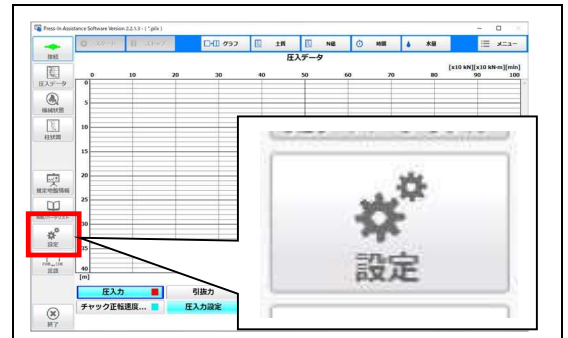 Press-In Assistance Software Version 2.2.1.3 - ( *.pilx )
接続
スタート
ストップ
グラフ
土質
N値
時間
水量
メニュー
圧入データ
[x10 kN][x10 kN-m][min]
0 10 20 30 40 50 60 70 80 90 100
圧入データ
機械状態
柱状図
推定地盤情報
設定
言語
終了
0
5
10
15
20
25
30
35
40
[m]
設定
圧入力
引抜力
チャック正転速度...
圧入力設定